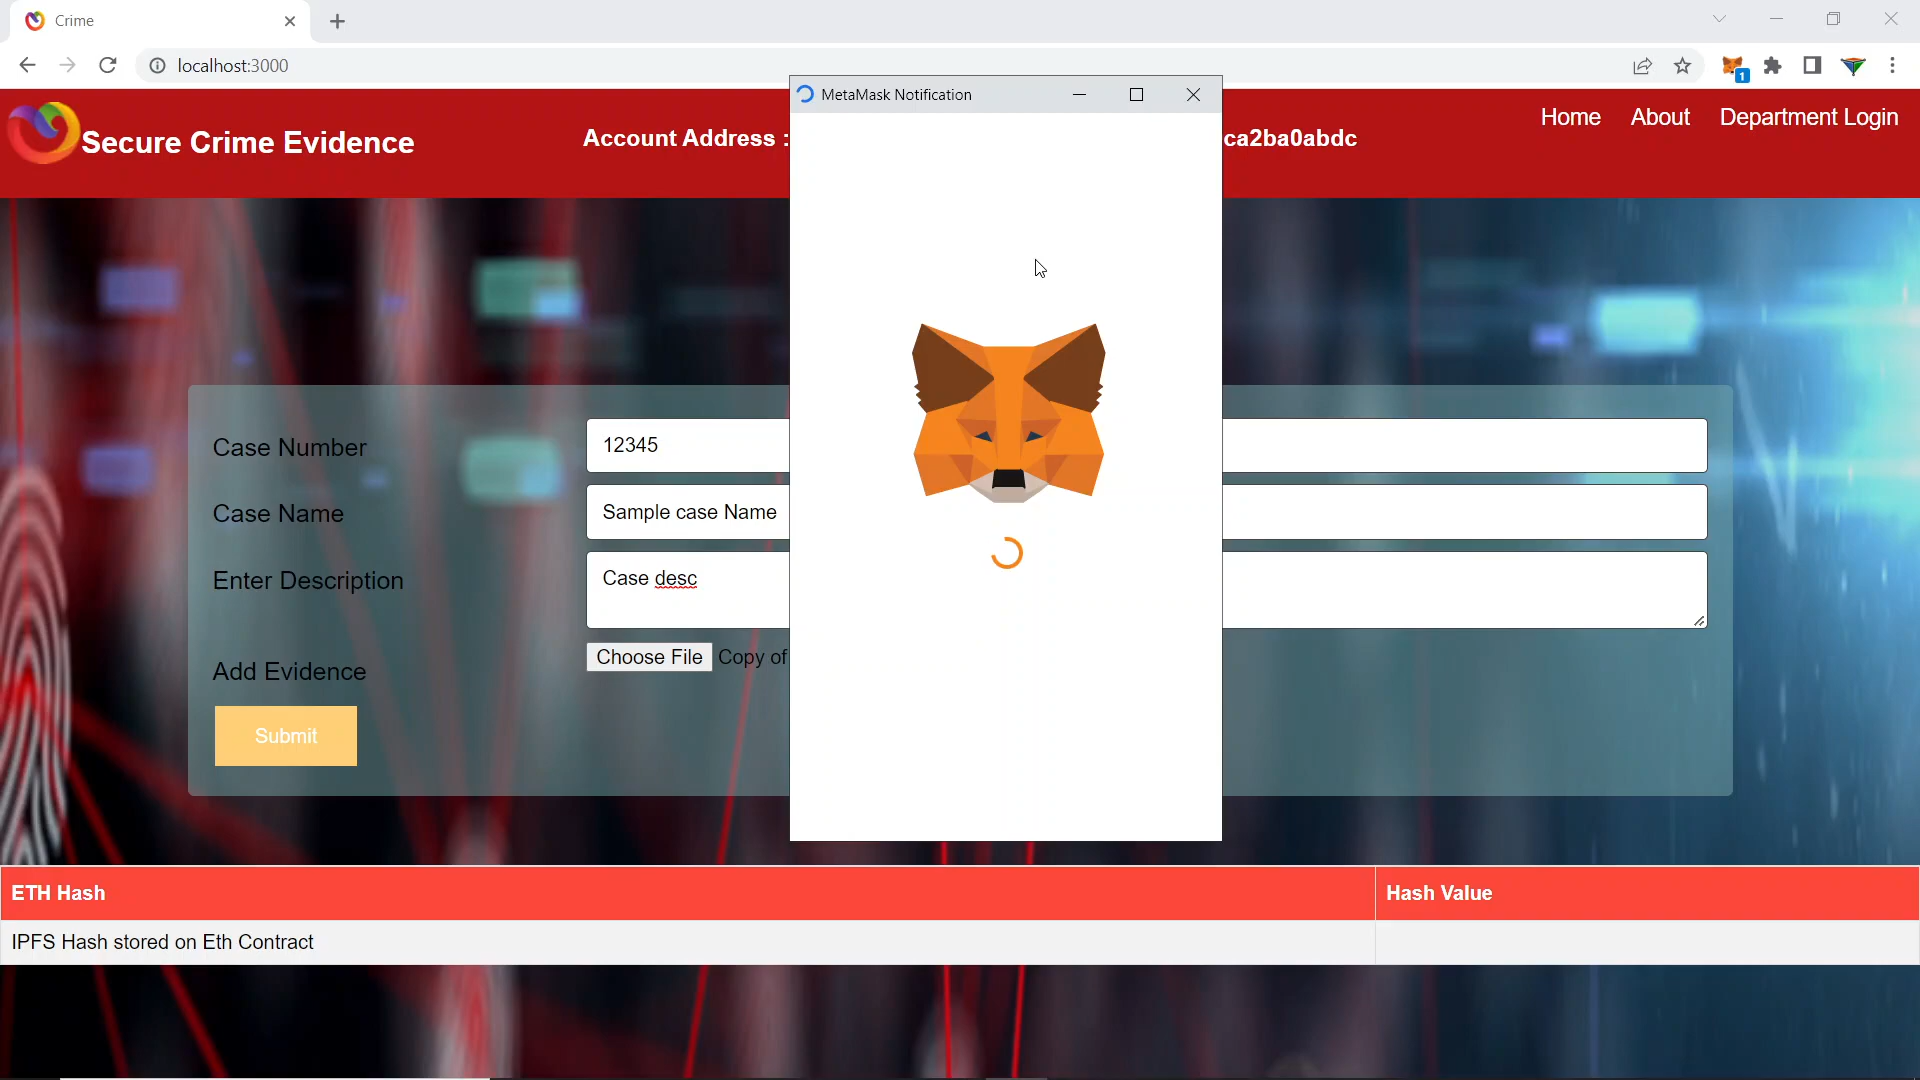 Crime
localhost:3000
1
MetaMask Notification
Secure Crime Evidence
Account Address :
ca2ba0abdc
Home
About
Department Login
Case Number
12345
Case Name
Sample case Name
Enter Description
Case desc
Add Evidence
Choose File
Copy of
Submit
ETH Hash
Hash Value
IPFS Hash stored on Eth Contract